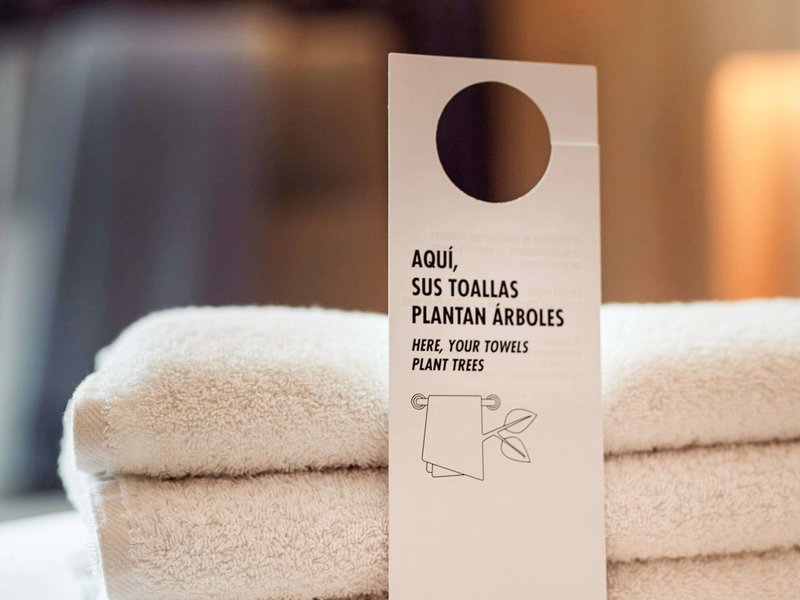 AQUÍ,
SUS TOALLAS
PLANTAN ÁRBOLES
HERE, YOUR TOWELS
PLANT TREES